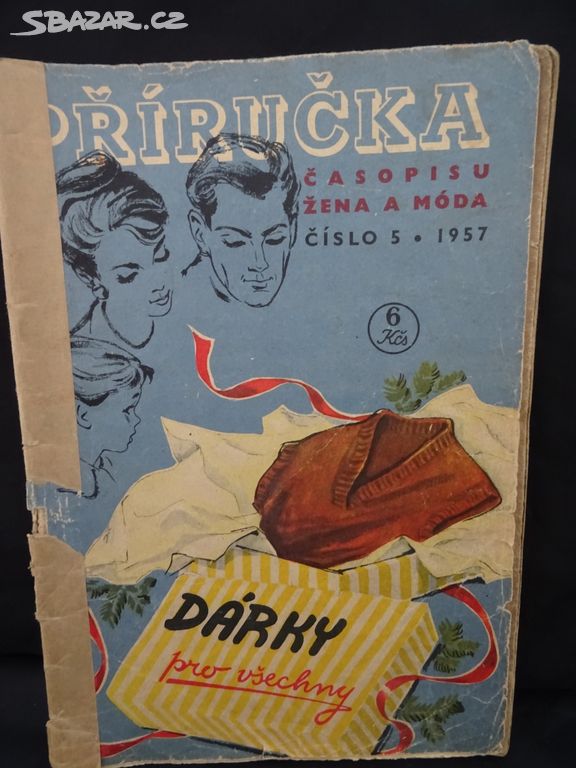 SBAZAR.CZ
PŘÍRUČKA
ČASOPISU
ŽENA A MÓDA
ČÍSLO 5 • 1957
6
Kčs
DÁRKY
pro všechny